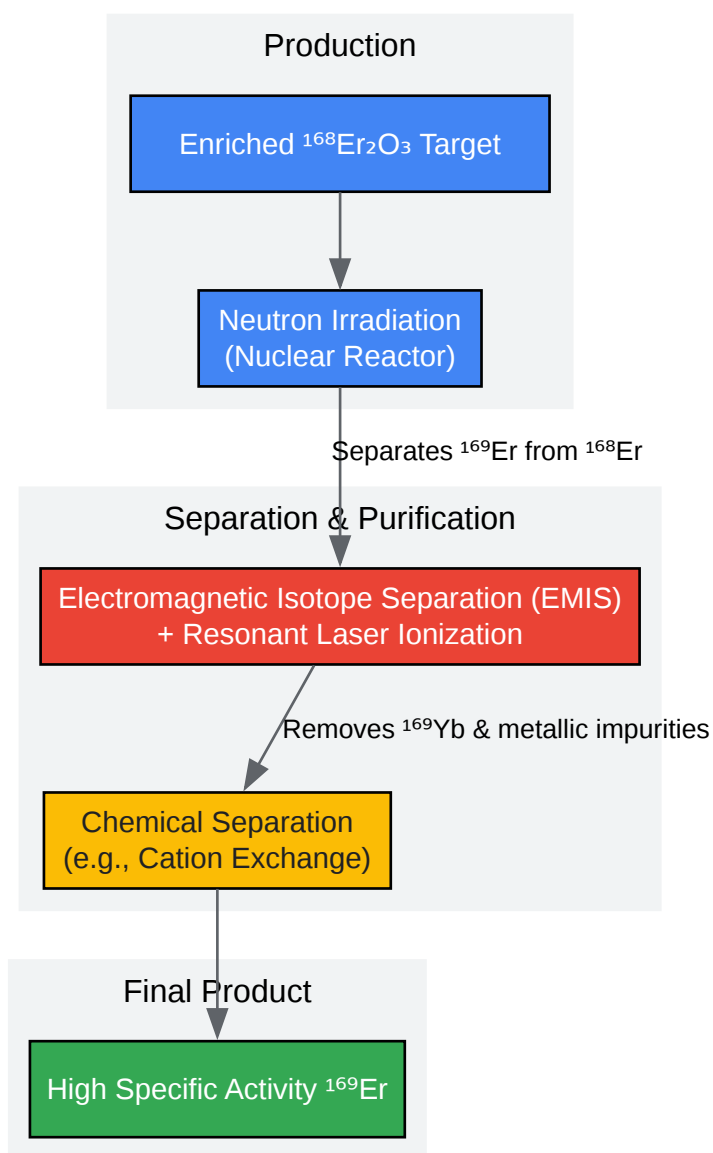 Production
Enriched ¹⁶⁸Er₂O₃ Target
Neutron Irradiation
(Nuclear Reactor)
Separates ¹⁶⁹Er from ¹⁶⁸Er
Separation & Purification
Electromagnetic Isotope Separation (EMIS)
+ Resonant Laser Ionization
Removes ¹⁶⁹Yb & metallic impurities
Chemical Separation
(e.g., Cation Exchange)
Final Product
High Specific Activity ¹⁶⁹Er